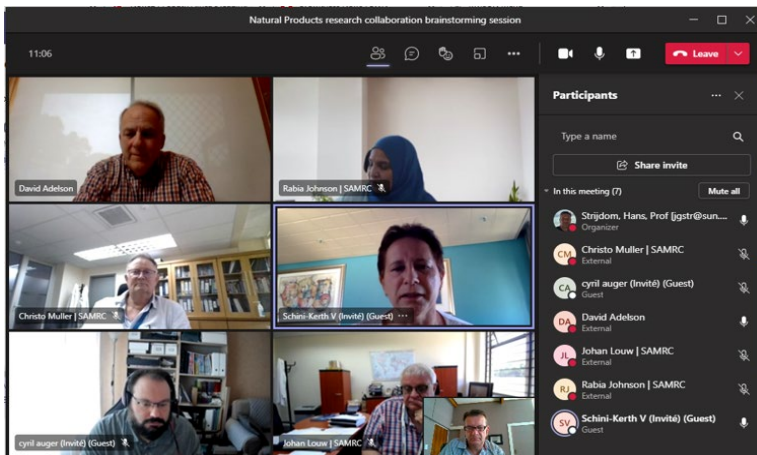 Natural Products research collaboration brainstorming session
11:06
Leave
David Adelson
Rabia Johnson | SAMRC
Christo Muller | SAMRC
Schini-Kerth V (Invité) (Guest)
cyril auger (Invité) (Guest)
Johan Louw | SAMRC
Participants
Type a name
Share invite
In this meeting (7)
Mute all
Strijdom, Hans, Prof [jgstr@sun....
Organizer
CM
Christo Muller | SAMRC
External
CA
cyril auger (Invité) (Guest)
Guest
DA
David Adelson
External
JL
Johan Louw | SAMRC
External
RJ
Rabia Johnson | SAMRC
External
SV
Schini-Kerth V (Invité) (Guest)
Guest